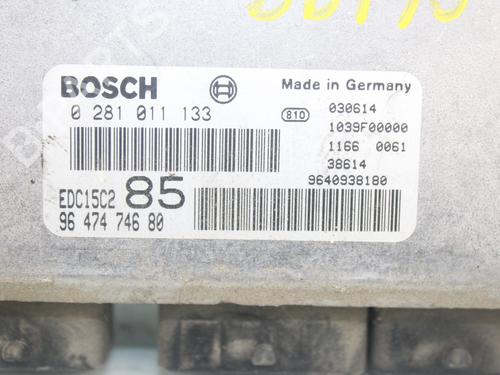 BOSCH
Made in Germany
0 281 011 133
810
030614
1039F00000
1166 0061
38614
9640938180
EDC15C2
85
96 474 746 80